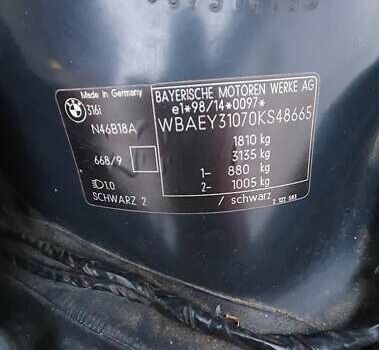 BMW
Made in Germany
316i
N46B18A
668/9
1.0
SCHWARZ 2
BAYERISCHE MOTOREN WERKE AG
e1*98/14*0097*
WBAEY31070KS48665
1810 kg
3135 kg
1- 880 kg
2- 1005 kg
/ schwarz